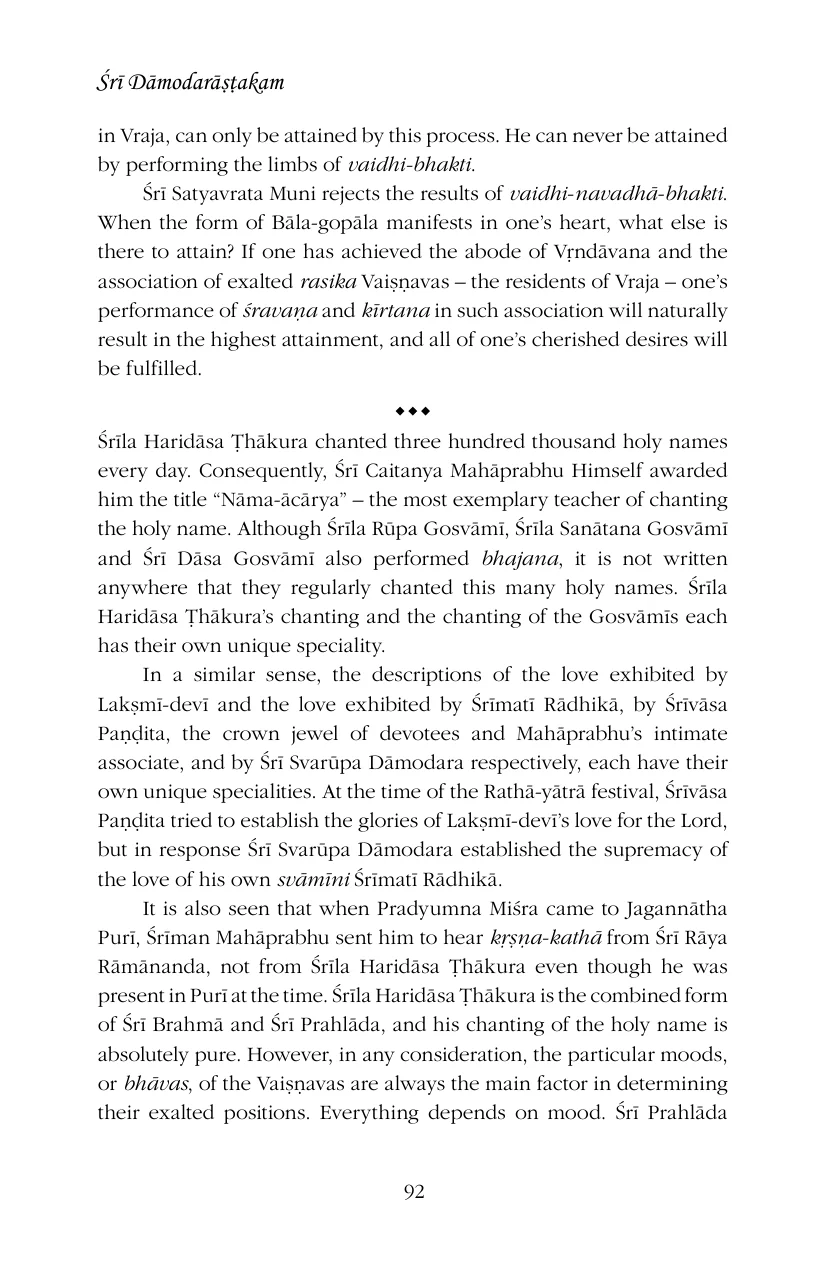 Śrī Dāmodarāṣṭakam
in Vraja, can only be attained by this process. He can never be attained
by performing the limbs of vaidhi-bhakti.
Śrī Satyavrata Muni rejects the results of vaidhi-navadhā-bhakti.
When the form of Bāla-gopāla manifests in one’s heart, what else is
there to attain? If one has achieved the abode of Vṛndāvana and the
association of exalted rasika Vaiṣṇavas – the residents of Vraja – one’s
performance of śravaṇa and kīrtana in such association will naturally
result in the highest attainment, and all of one’s cherished desires will
be fulfilled.
◆◆◆
Śrīla Haridāsa Ṭhākura chanted three hundred thousand holy names
every day. Consequently, Śrī Caitanya Mahāprabhu Himself awarded
him the title “Nāma-ācārya” – the most exemplary teacher of chanting
the holy name. Although Śrīla Rūpa Gosvāmī, Śrīla Sanātana Gosvāmī
and Śrī Dāsa Gosvāmī also performed bhajana, it is not written
anywhere that they regularly chanted this many holy names. Śrīla
Haridāsa Ṭhākura’s chanting and the chanting of the Gosvāmīs each
has their own unique speciality.
In a similar sense, the descriptions of the love exhibited by
Lakṣmī-devī and the love exhibited by Śrīmatī Rādhikā, by Śrīvāsa
Paṇḍita, the crown jewel of devotees and Mahāprabhu’s intimate
associate, and by Śrī Svarūpa Dāmodara respectively, each have their
own unique specialities. At the time of the Rathā-yātrā festival, Śrīvāsa
Paṇḍita tried to establish the glories of Lakṣmī-devī’s love for the Lord,
but in response Śrī Svarūpa Dāmodara established the supremacy of
the love of his own svāmīni Śrīmatī Rādhikā.
It is also seen that when Pradyumna Miśra came to Jagannātha
Purī, Śrīman Mahāprabhu sent him to hear kṛṣṇa-kathā from Śrī Rāya
Rāmānanda, not from Śrīla Haridāsa Ṭhākura even though he was
present in Purī at the time. Śrīla Haridāsa Ṭhākura is the combined form
of Śrī Brahmā and Śrī Prahlāda, and his chanting of the holy name is
absolutely pure. However, in any consideration, the particular moods,
or bhāvas, of the Vaiṣṇavas are always the main factor in determining
their exalted positions. Everything depends on mood. Śrī Prahlāda
92